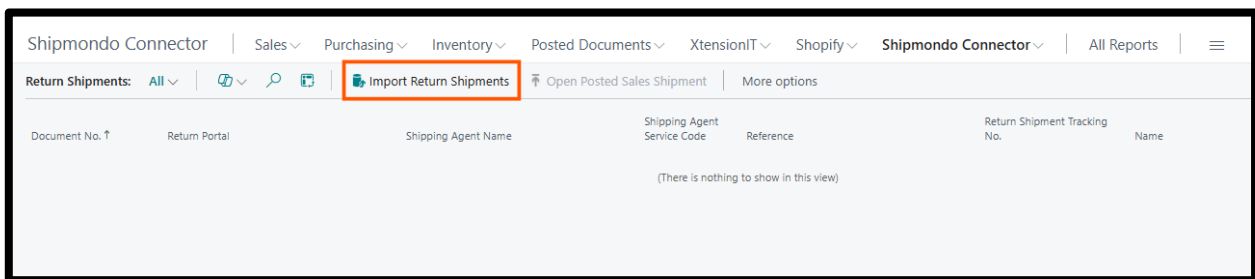 Shipmondo Connector Sales Purchasing Inventory Posted Documents XtensionIT Shopify Shipmondo Connector All Reports
Return Shipments: All Import Return Shipments Open Posted Sales Shipment More options
Document No. ↑ Return Portal Shipping Agent Name Shipping Agent Service Code Reference Return Shipment Tracking No. Name
(There is nothing to show in this view)